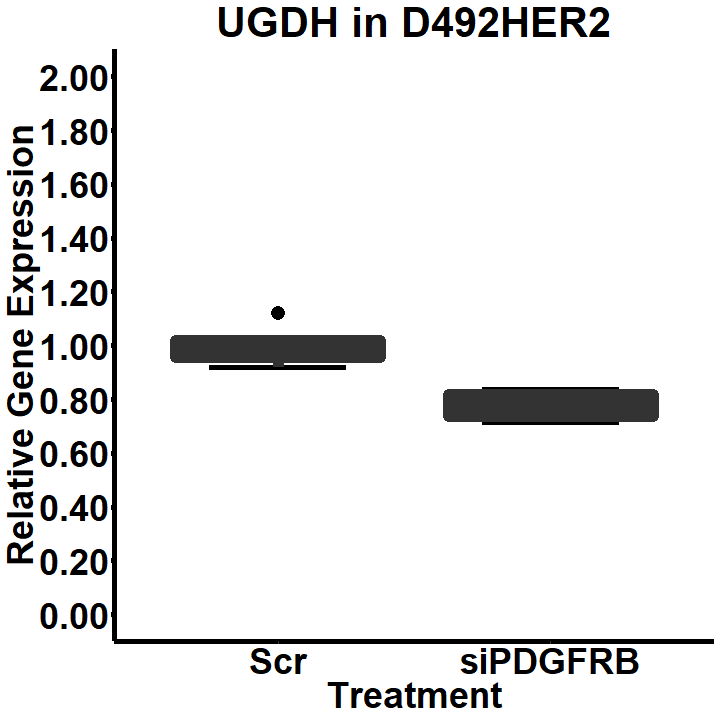 UGDH in D492HER2
Relative Gene Expression
2.00
1.80
1.60
1.40
1.20
1.00
0.80
0.60
0.40
0.20
0.00
Scr siPDGFRB
Treatment